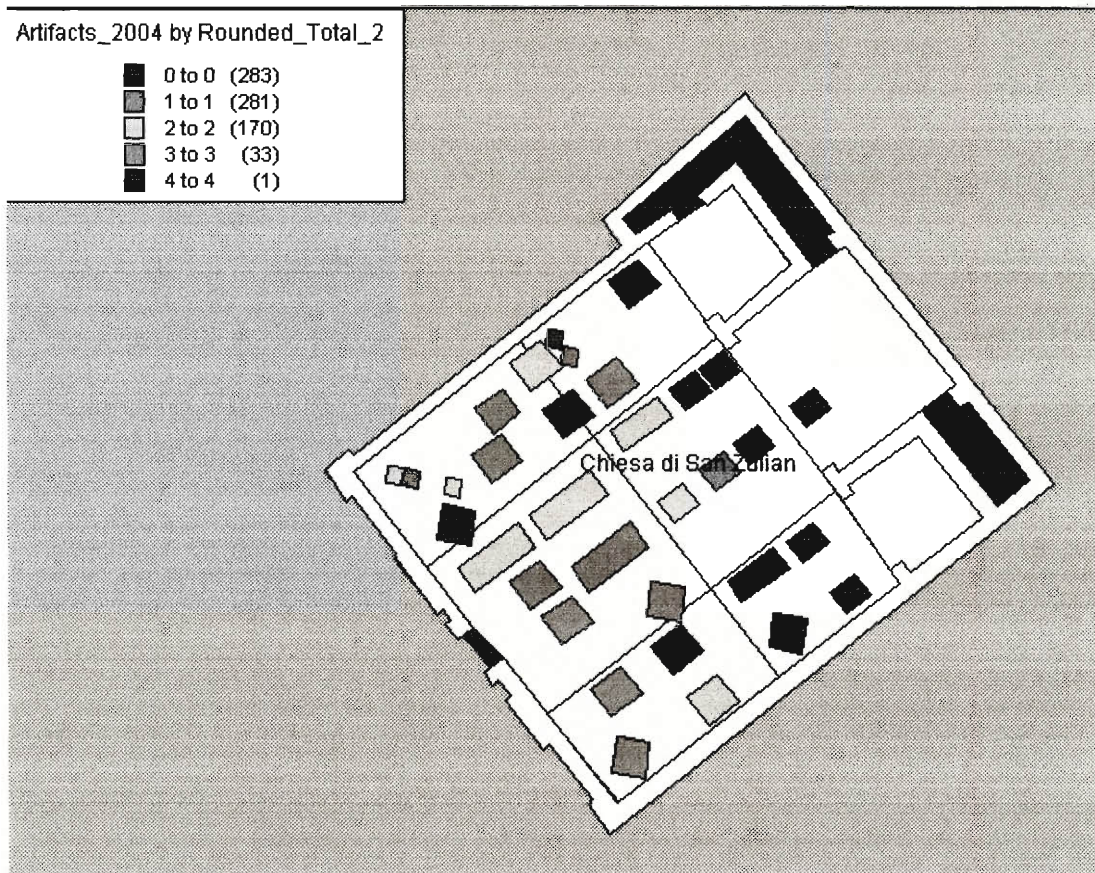 Artifacts_2004 by Rounded_Total_2
0 to 0 (283)
1 to 1 (281)
2 to 2 (170)
3 to 3 (33)
4 to 4 (1)
Chiesa di San Zulian